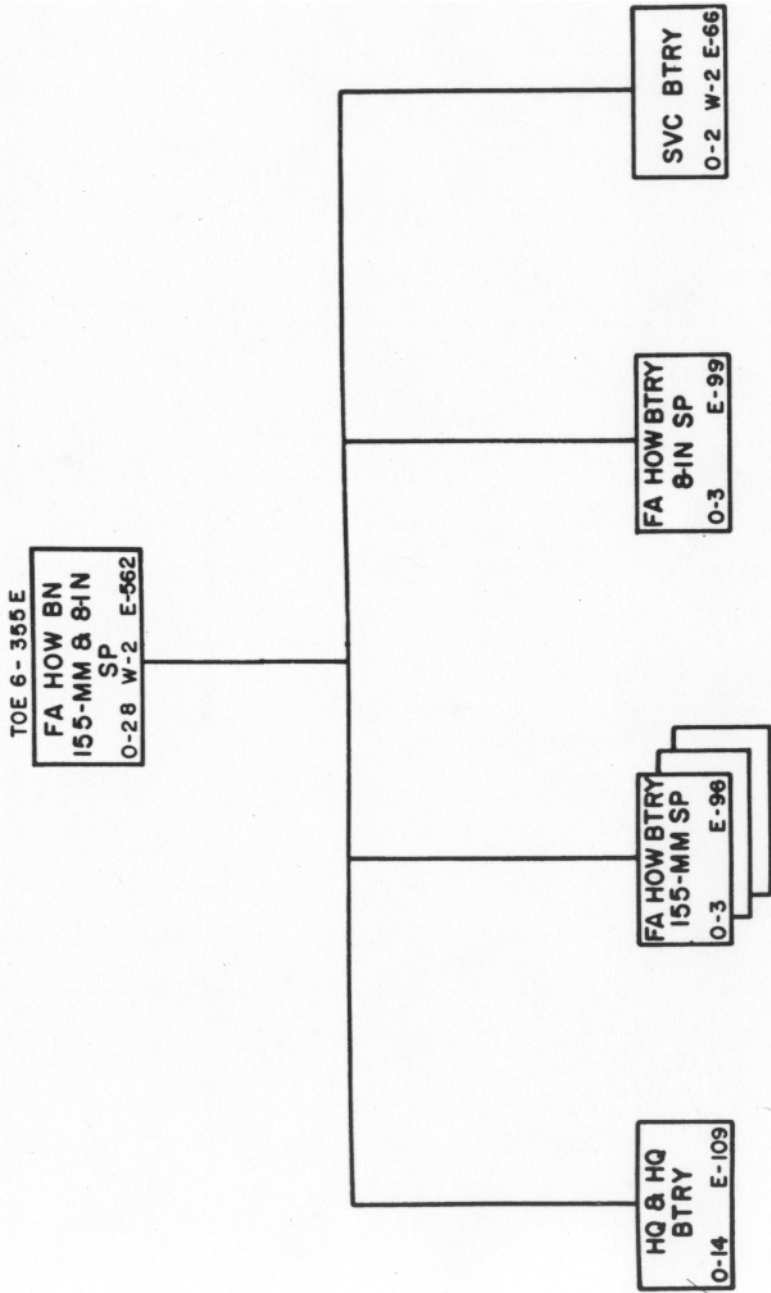 TOE 6-355E
FA HOW BN
155-MM & 8-IN
SP
O-28 W-2 E-562
HQ & HQ
BTRY
O-14 E-109
FA HOW BTRY
155-MM SP
O-3 E-96
FA HOW BTRY
8-IN SP
O-3 E-99
SVC BTRY
O-2 W-2 E-66